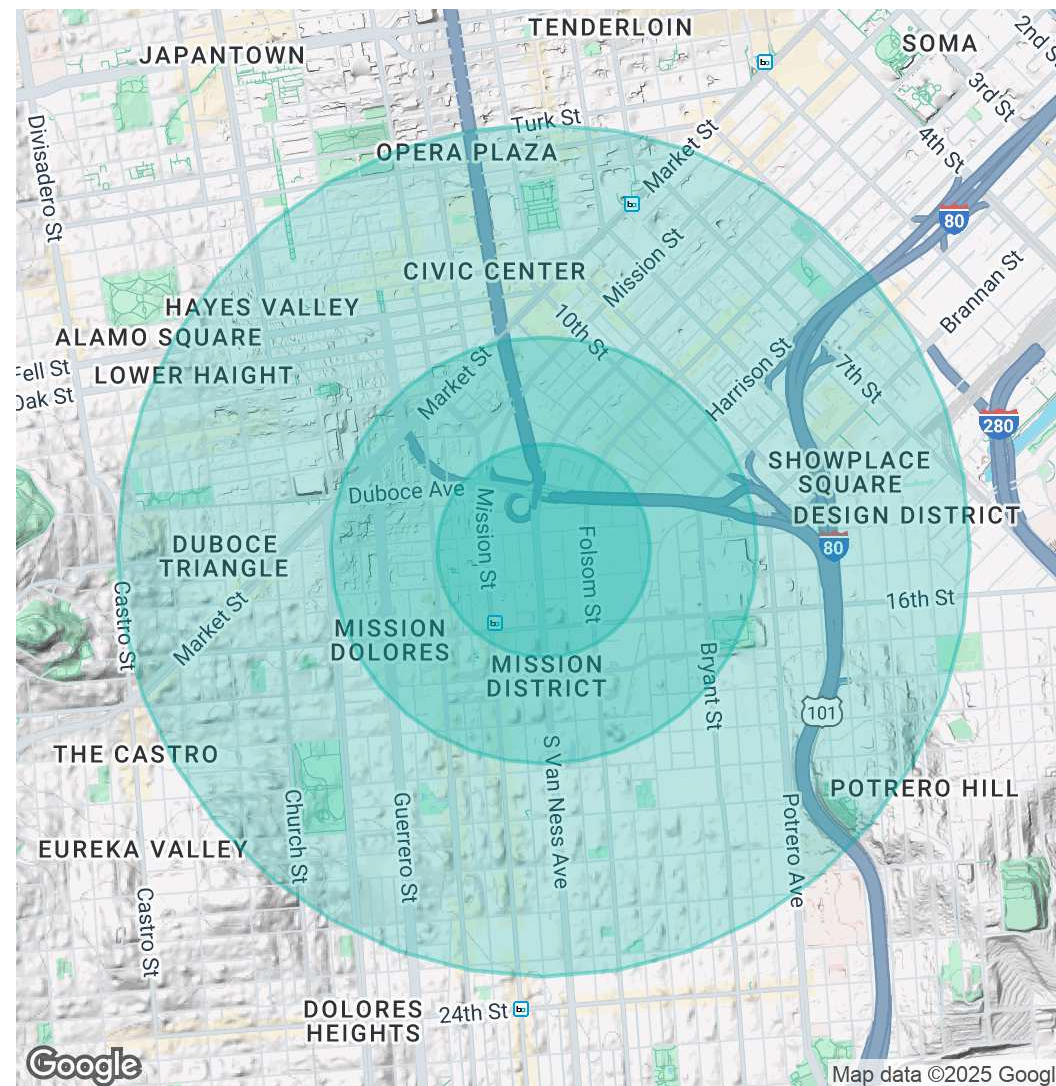 TENDERLOIN
JAPANTOWN
SOMA
2nd S
3rd St
4th St
Turk St
Divisadero St
OPERA PLAZA
Market St
80
CIVIC CENTER
Mission St
Brannan St
HAYES VALLEY
10th St
ALAMO SQUARE
Fell St
LOWER HAIGHT
Oak St
Market St
Harrison St
7th St
280
SHOWPLACE
SQUARE
Duboce Ave
Mission St
DESIGN DISTRICT
Folsom St
80
DUBOCE
TRIANGLE
Castro St
Market St
16th St
MISSION
DOLORES
MISSION
DISTRICT
Bryant St
101
THE CASTRO
S Van Ness Ave
POTRERO HILL
Church St
Guerrero St
Potrero Ave
EUREKA VALLEY
Castro St
DOLORES
HEIGHTS
24th St
Google
Map data ©2025 Googl